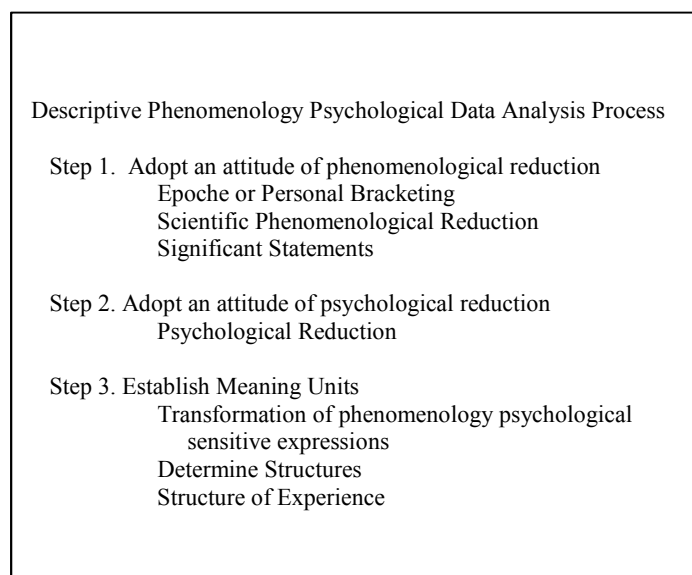 Descriptive Phenomenology Psychological Data Analysis Process
Step 1. Adopt an attitude of phenomenological reduction
Epoche or Personal Bracketing
Scientific Phenomenological Reduction
Significant Statements
Step 2. Adopt an attitude of psychological reduction
Psychological Reduction
Step 3. Establish Meaning Units
Transformation of phenomenology psychological
sensitive expressions
Determine Structures
Structure of Experience